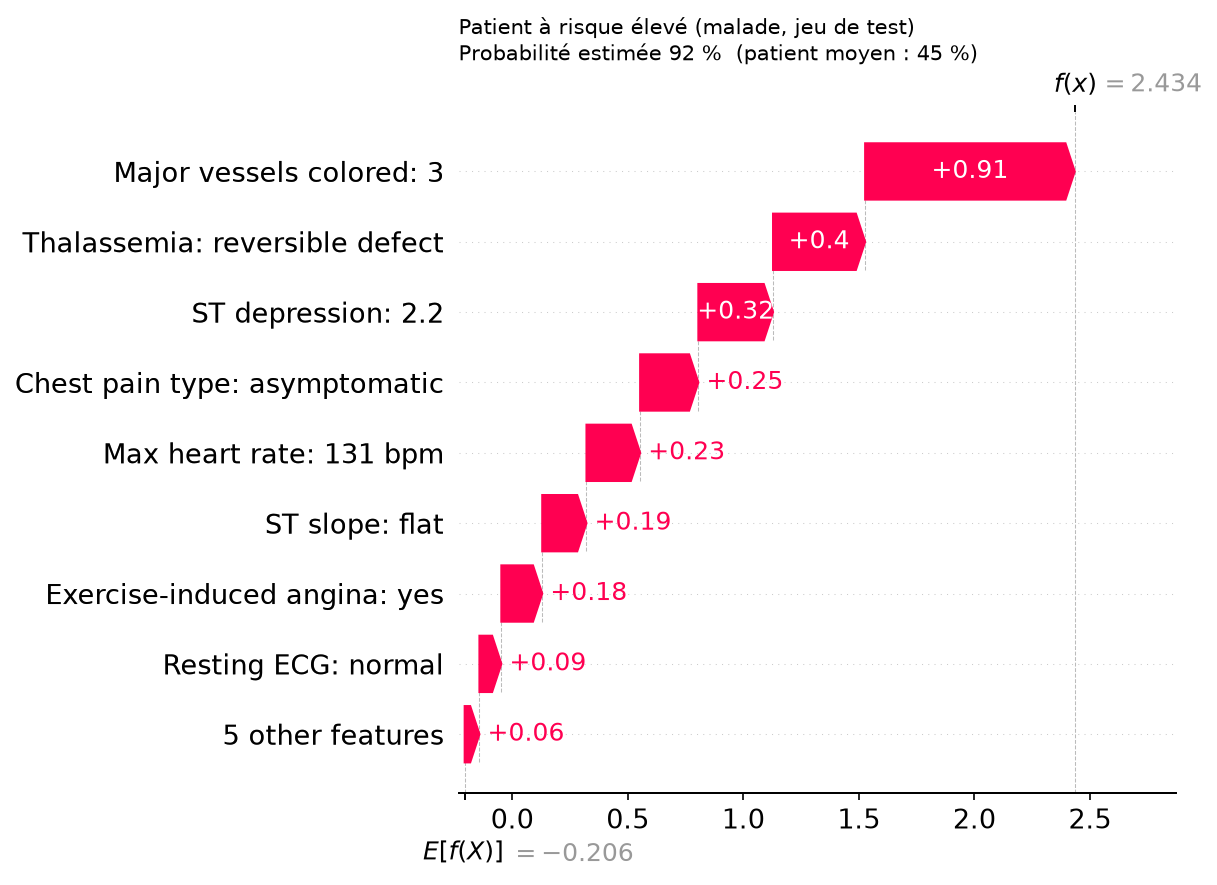 Patient à risque élevé (malade, jeu de test)
Probabilité estimée 92 %  (patient moyen : 45 %)
f(x) = 2.434
Major vessels colored: 3
+0.91
Thalassemia: reversible defect
+0.4
ST depression: 2.2
+0.32
Chest pain type: asymptomatic
+0.25
Max heart rate: 131 bpm
+0.23
ST slope: flat
+0.19
Exercise-induced angina: yes
+0.18
Resting ECG: normal
+0.09
5 other features
+0.06
0.0 0.5 1.0 1.5 2.0 2.5
E[f(X)] = −0.206